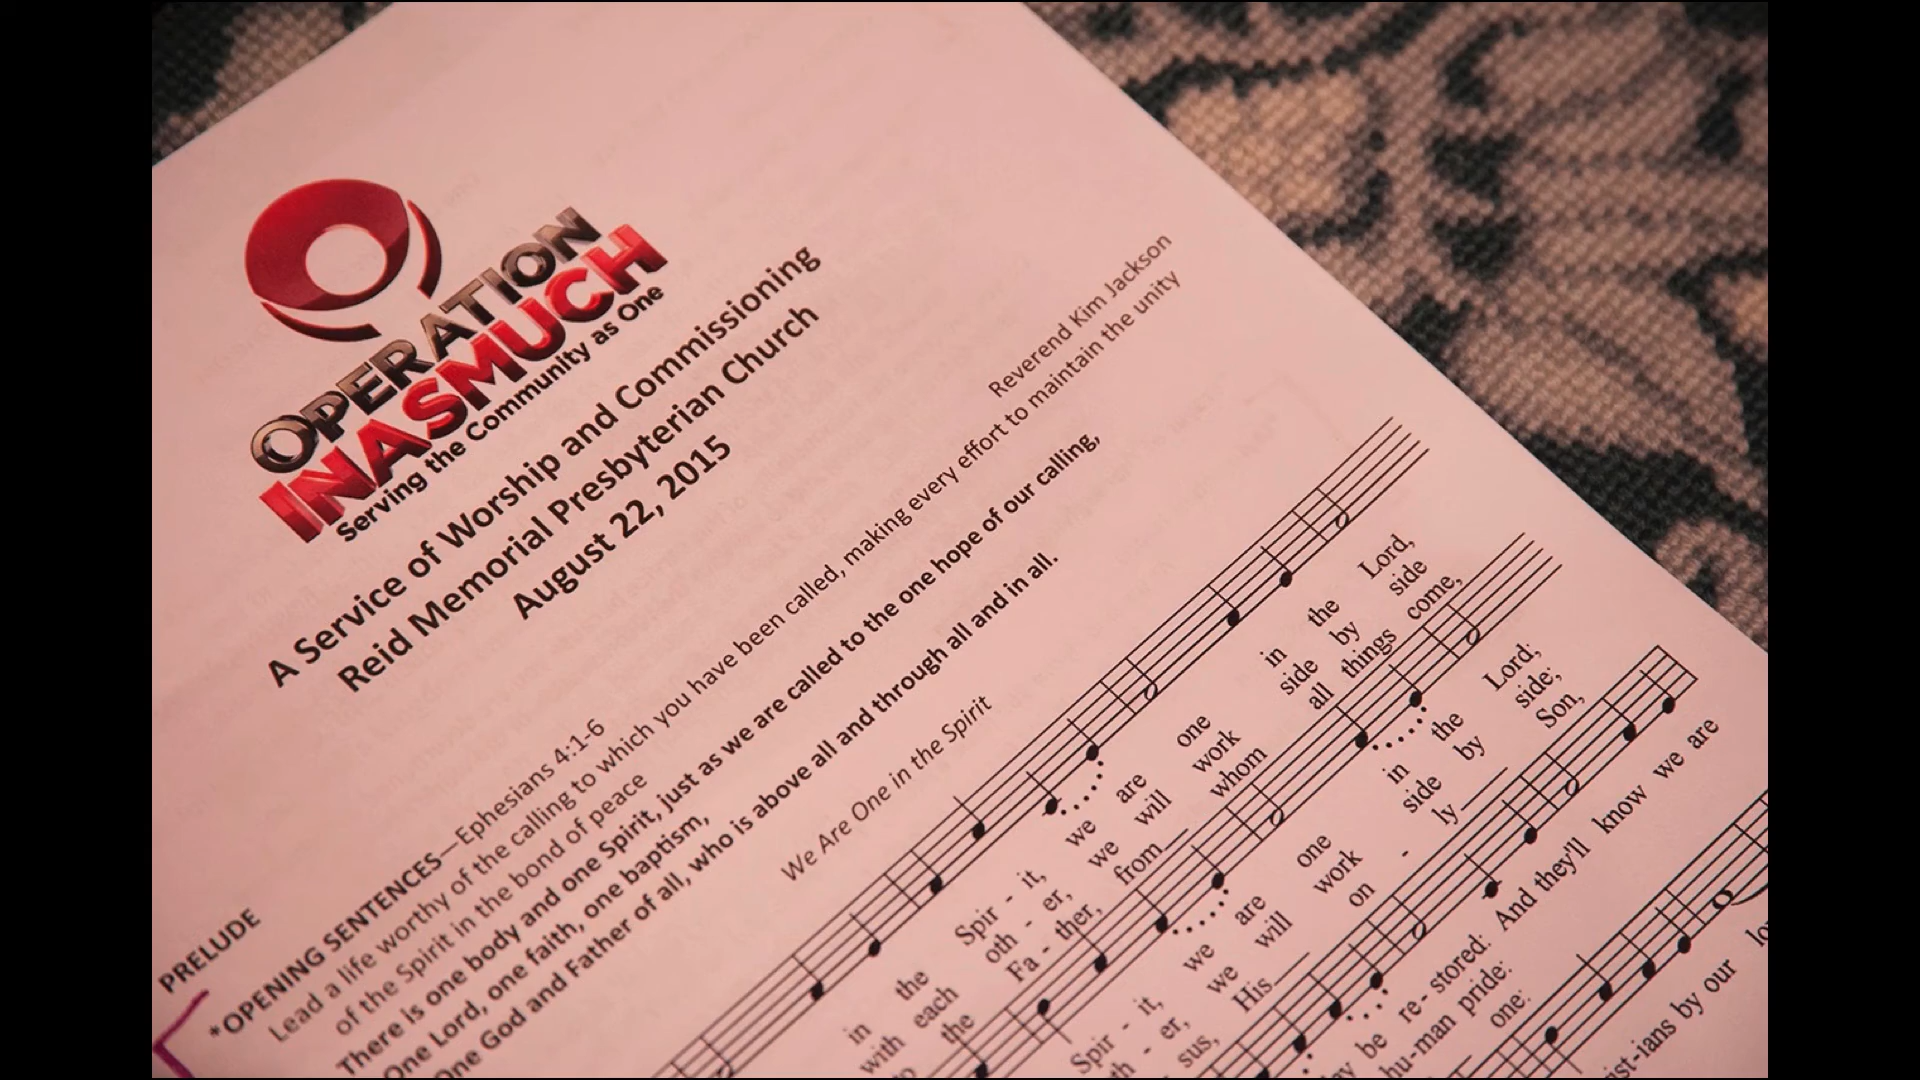 OPERATION
INASMUCH
Serving the Community as One
A Service of Worship and Commissioning
Reid Memorial Presbyterian Church
August 22, 2015
PRELUDE
*OPENING SENTENCES—Ephesians 4:1-6
Reverend Kim Jackson
Lead a life worthy of the calling to which you have been called, making every effort to maintain the unity
of the Spirit in the bond of peace
There is one body and one Spirit, just as we are called to the one hope of our calling,
One Lord, one faith, one baptism,
One God and Father of all, who is above all and through all and in all.
We Are One in the Spirit
in the Spir - it, we are one in the Lord,
with each oth - er, we will work side by side
the Fa - ther, from whom all things come,
Spir - it, we are one in the Lord;
er, we will work side by side;
sus, His on - ly Son,
be re - stored: And they'll know we are
hu - man pride:
one:
by our